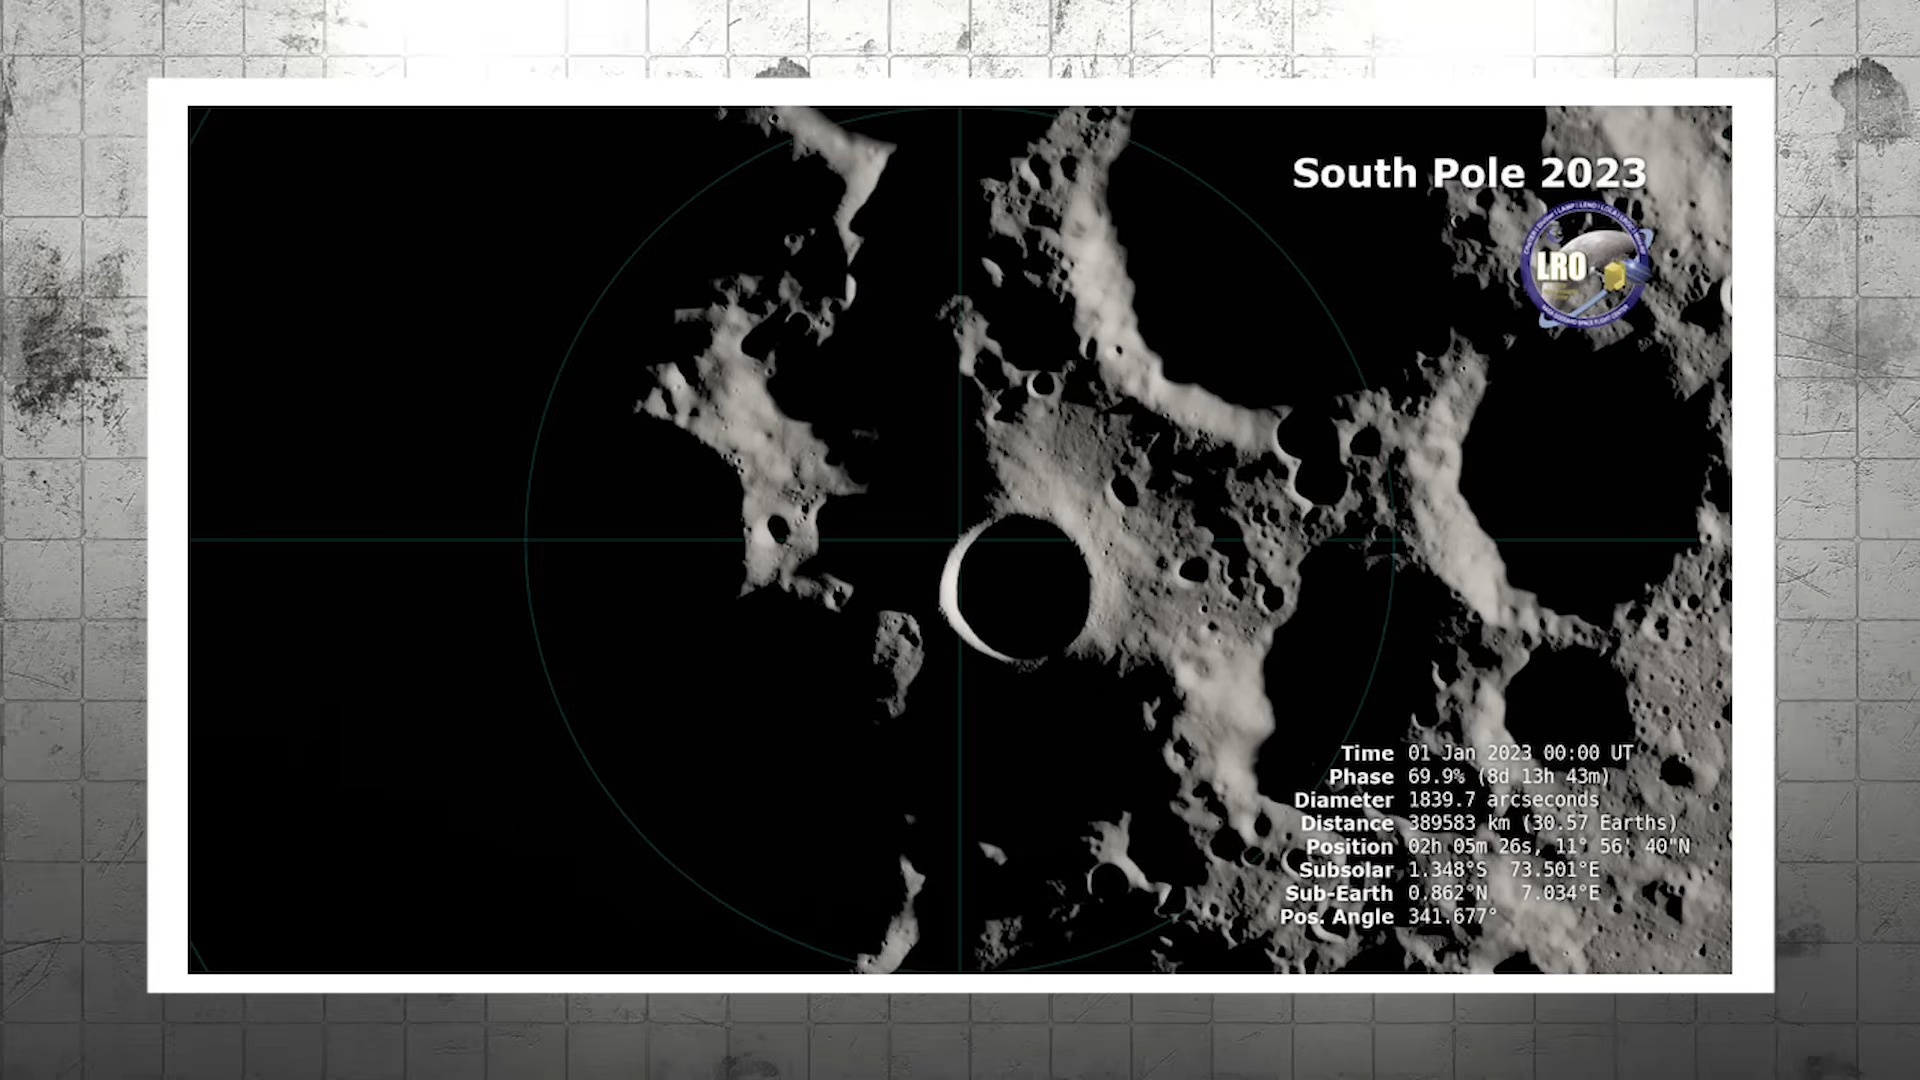 South Pole 2023
LRO
Time 01 Jan 2023 00:00 UT
Phase 69.9% (8d 13h 43m)
Diameter 1839.7 arcseconds
Distance 389583 km (30.57 Earths)
Position 02h 05m 26s, 11° 56' 40"N
Subsolar 1.348°S 73.501°E
Sub-Earth 0.862°N 7.034°E
Pos. Angle 341.677°